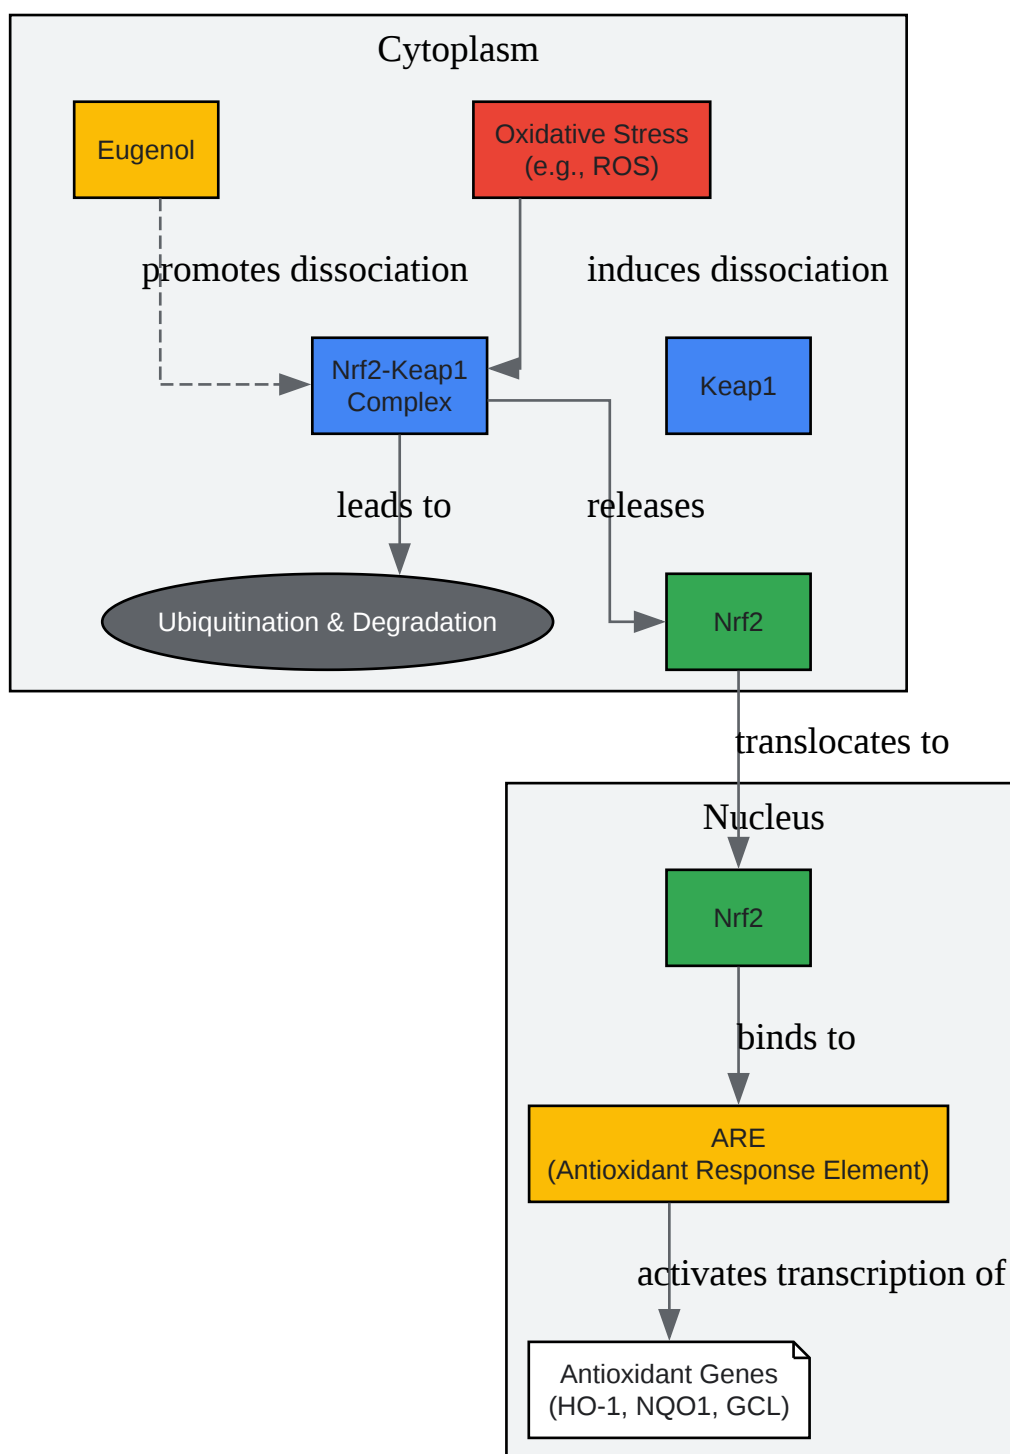 Cytoplasm
Eugenol
Oxidative Stress
(e.g., ROS)
promotes dissociation
induces dissociation
Nrf2-Keap1
Complex
Keap1
leads to
releases
Ubiquitination & Degradation
Nrf2
translocates to
Nucleus
Nrf2
binds to
ARE
(Antioxidant Response Element)
activates transcription of
Antioxidant Genes
(HO-1, NQO1, GCL)